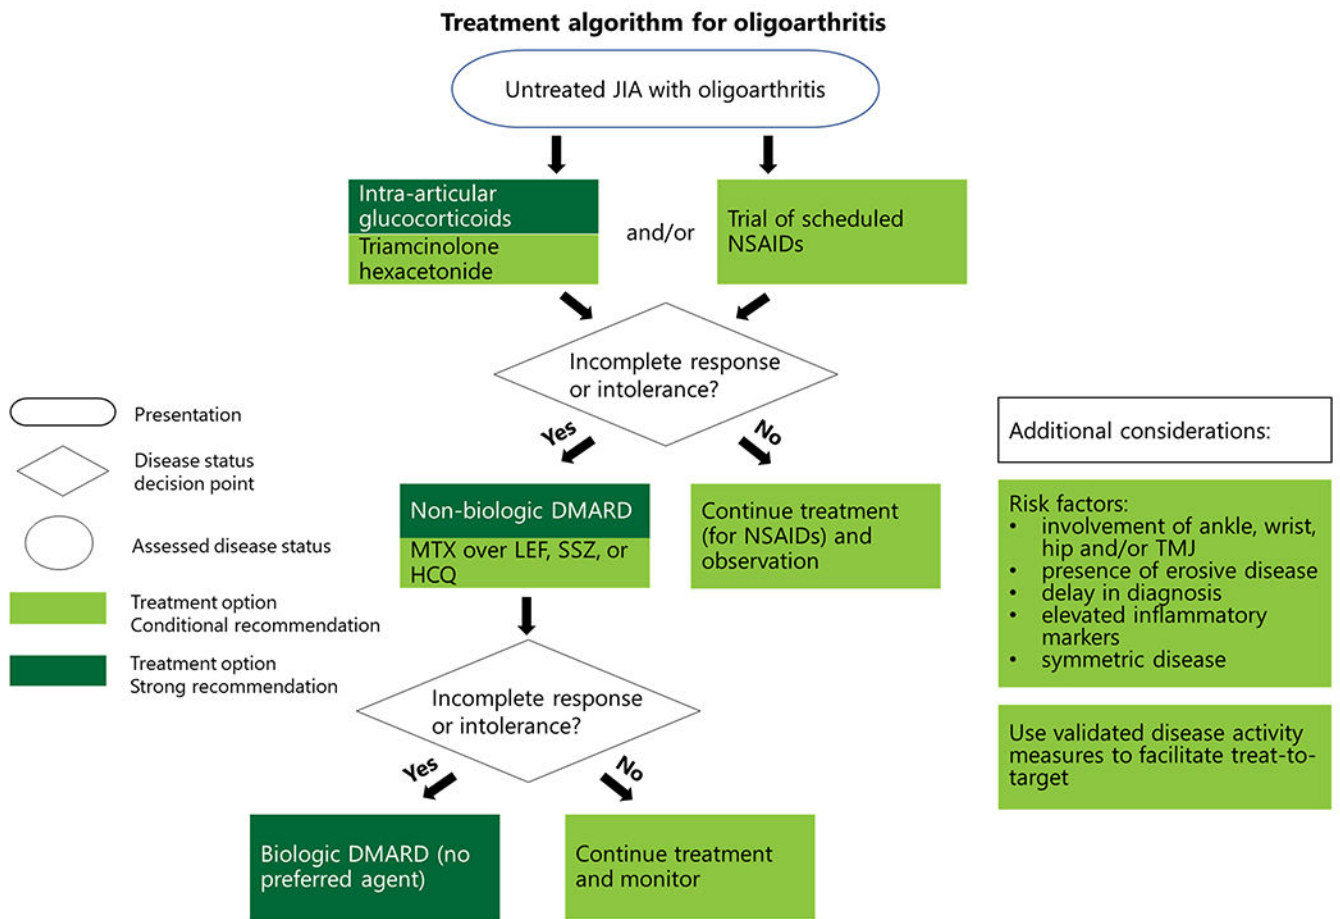 Treatment algorithm for oligoarthritis
Untreated JIA with oligoarthritis
Intra-articular
glucocorticoids
Triamcinolone
hexacetonide
and/or
Trial of scheduled
NSAIDs
Incomplete response
or intolerance?
Yes
No
Non-biologic DMARD
MTX over LEF, SSZ, or
HCQ
Continue treatment
(for NSAIDs) and
observation
Incomplete response
or intolerance?
Yes
No
Biologic DMARD (no
preferred agent)
Continue treatment
and monitor
Presentation
Disease status
decision point
Assessed disease status
Treatment option
Conditional recommendation
Treatment option
Strong recommendation
Additional considerations:
Risk factors:
• involvement of ankle, wrist,
hip and/or TMJ
• presence of erosive disease
• delay in diagnosis
• elevated inflammatory
markers
• symmetric disease
Use validated disease activity
measures to facilitate treat-to-
target